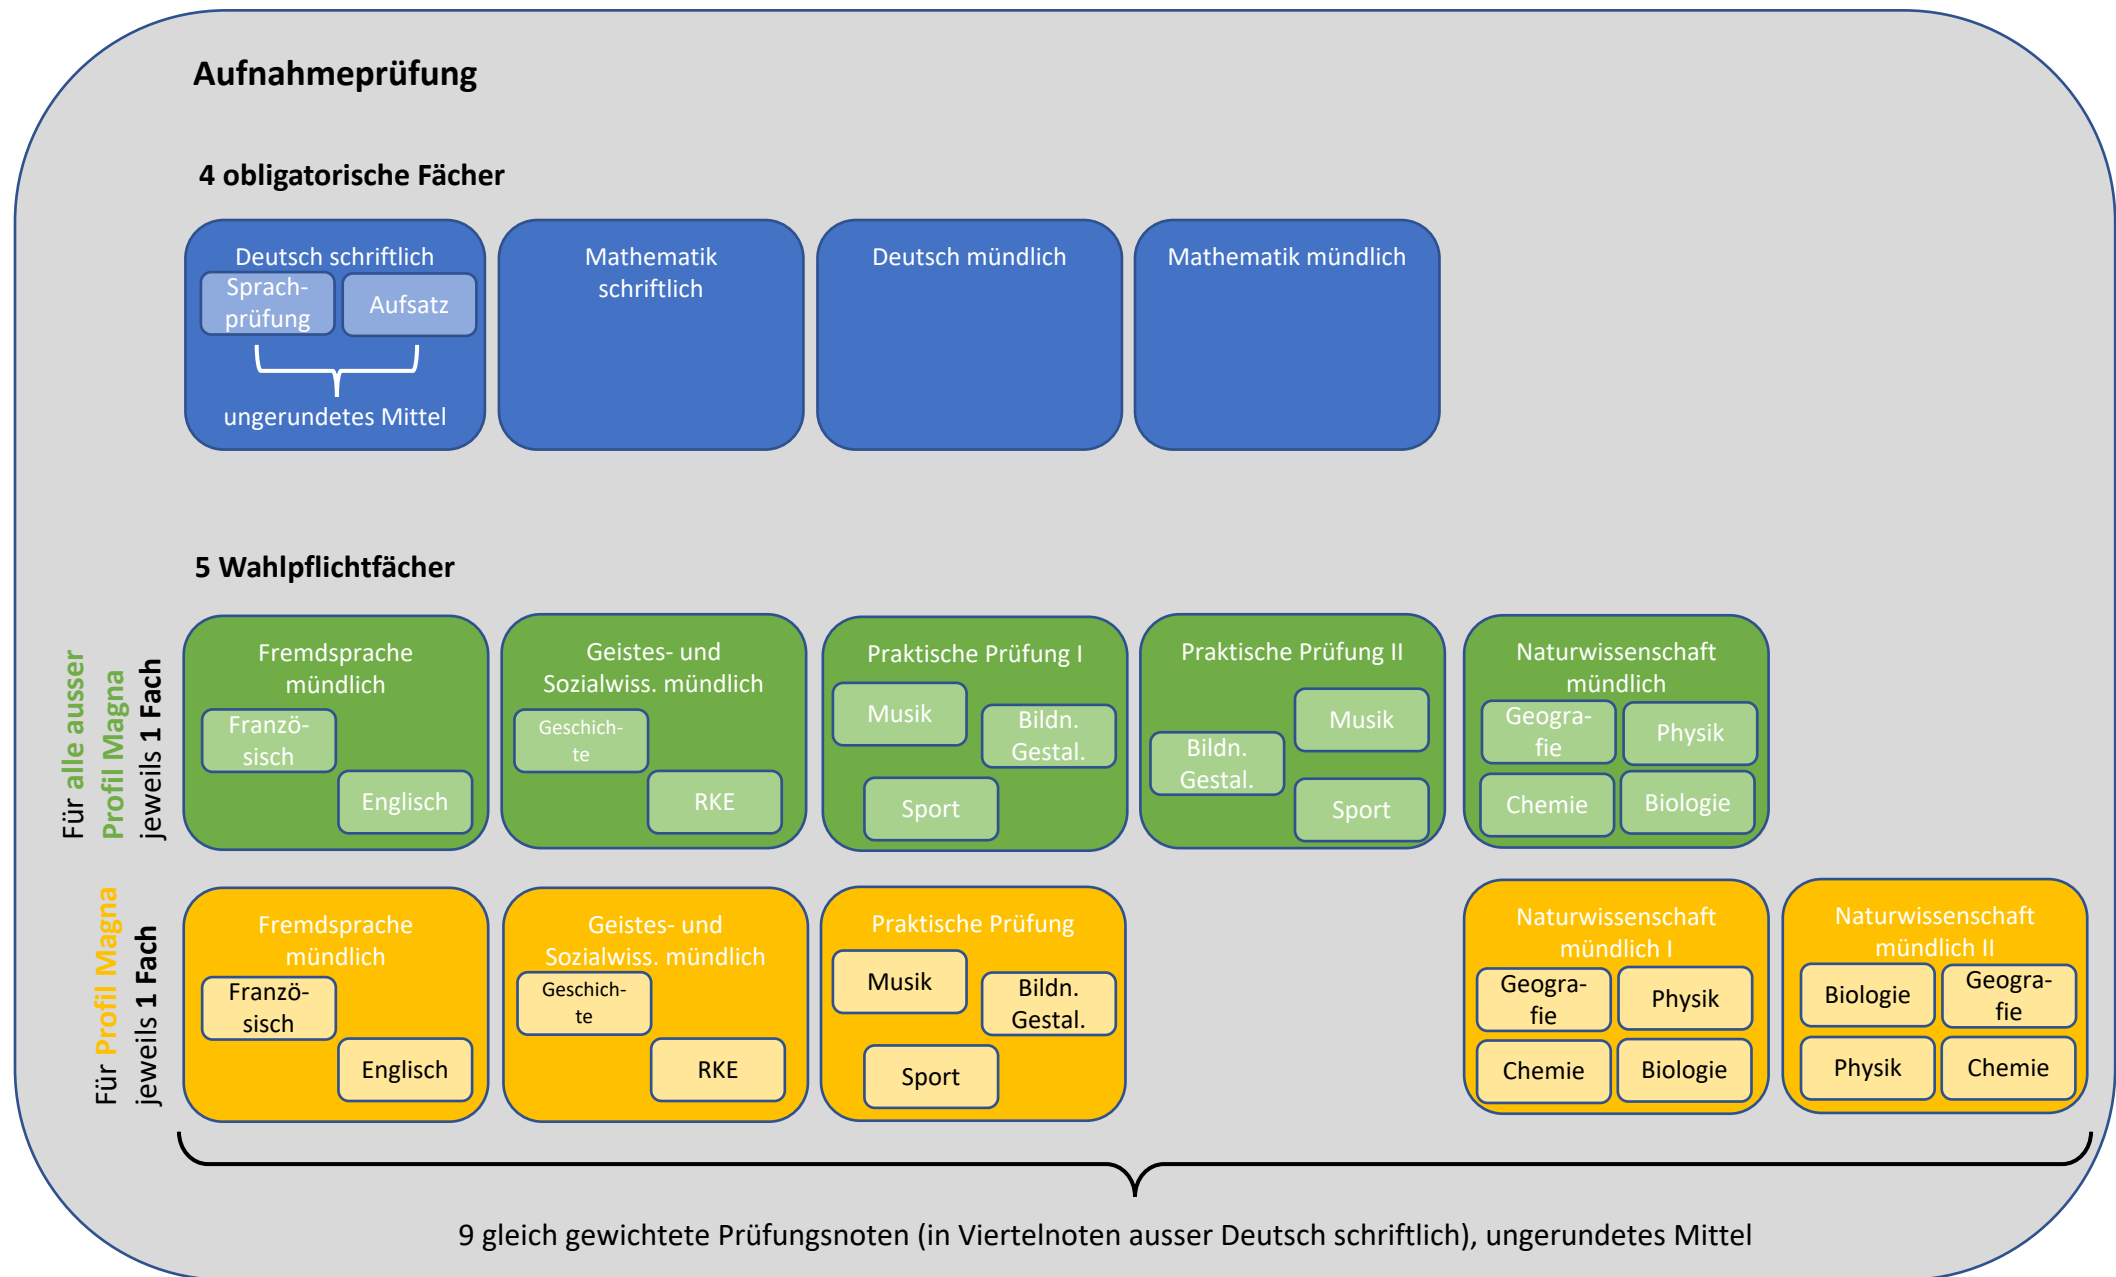 Aufnahmeprüfung
4 obligatorische Fächer
Deutsch schriftlich
Sprach-
prüfung
Aufsatz
ungerundetes Mittel
Mathematik
schriftlich
Deutsch mündlich
Mathematik mündlich
5 Wahlpflichtfächer
Für alle ausser
Profil Magna
jeweils 1 Fach
Fremdsprache
mündlich
Franzö-
sisch
Englisch
Geistes- und
Sozialwiss. mündlich
Geschich-
te
RKE
Praktische Prüfung I
Musik
Bildn.
Gestal.
Sport
Praktische Prüfung II
Musik
Bildn.
Gestal.
Sport
Naturwissenschaft
mündlich
Geogra-
fie
Physik
Chemie
Biologie
Für Profil Magna
jeweils 1 Fach
Fremdsprache
mündlich
Franzö-
sisch
Englisch
Geistes- und
Sozialwiss. mündlich
Geschich-
te
RKE
Praktische Prüfung
Musik
Bildn.
Gestal.
Sport
Naturwissenschaft
mündlich I
Geogra-
fie
Physik
Chemie
Biologie
Naturwissenschaft
mündlich II
Biologie
Geogra-
fie
Physik
Chemie
9 gleich gewichtete Prüfungsnoten (in Viertelnoten ausser Deutsch schriftlich), ungerundetes Mittel